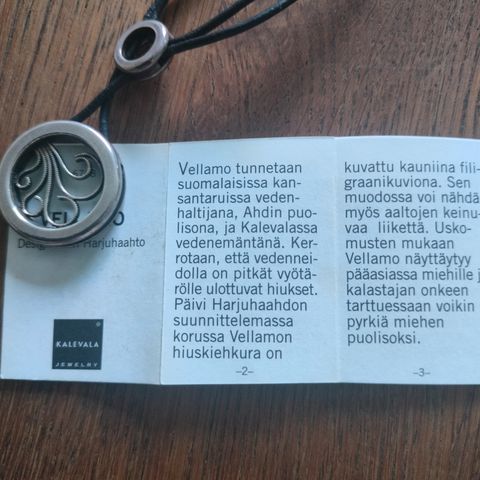 Harjuhaahto
KALEVALA
®
JEWELRY
Vellamo tunnetaan
suomalaisissa kan-
santaruissa veden-
haltijana, Ahdin puo-
lisona, ja Kalevalassa
vedenemäntänä. Ker-
rotaan, että vedennei-
dolla on pitkät vyötä-
rölle ulottuvat hiukset.
Päivi Harjuhaahdon
suunnittelemassa
korussa Vellamon
hiuskiehkura on
–2–
kuvattu kauniina fili-
graanikuviona. Sen
muodossa voi nähdä
myös aaltojen keinu-
vaa liikettä. Usko-
musten mukaan
Vellamo näyttäytyy
pääasiassa miehille j
kalastajan onkeen
tarttuessaan voikin
pyrkiä miehen
puolisoksi.
–3–